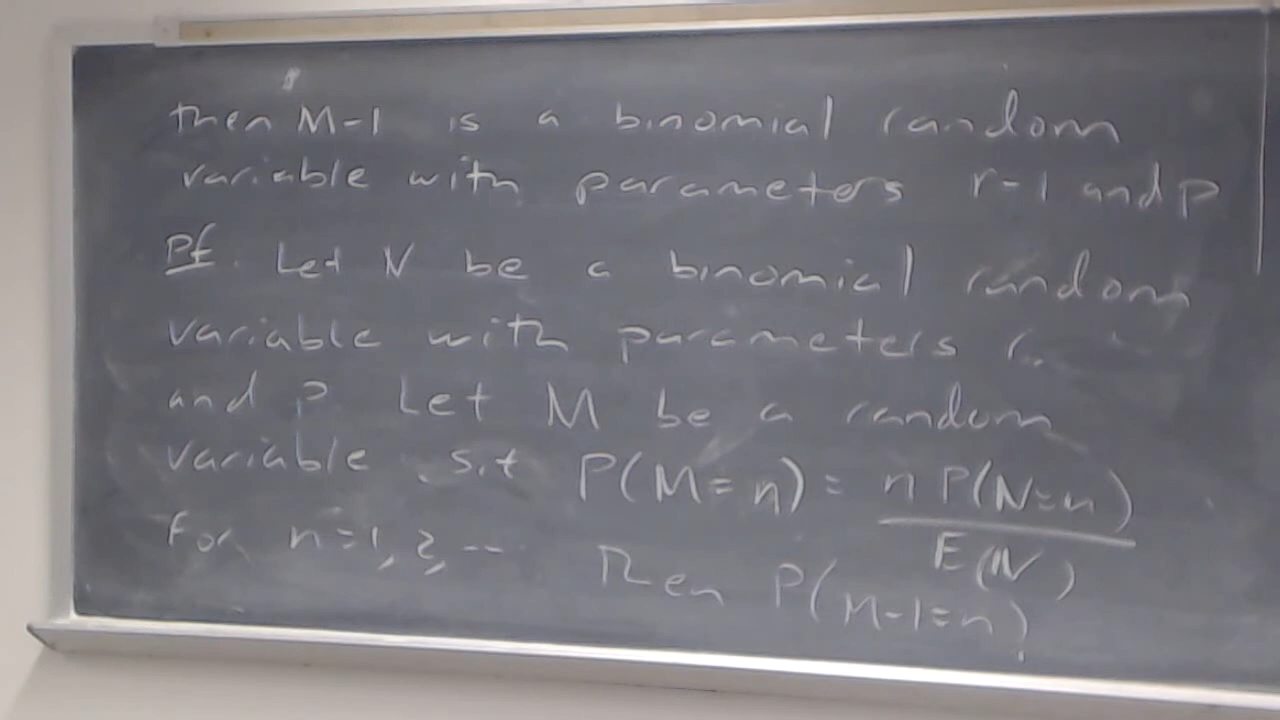 then M-1 is a binomial random
variable with parameters r-1 and p
Pf. Let N be a binomial random
variable with parameters r
and p. Let M be a random
variable s.t P(M=n) = n P(N=n) / E(N)
for n=1,2,-- Then P(M-1=n)